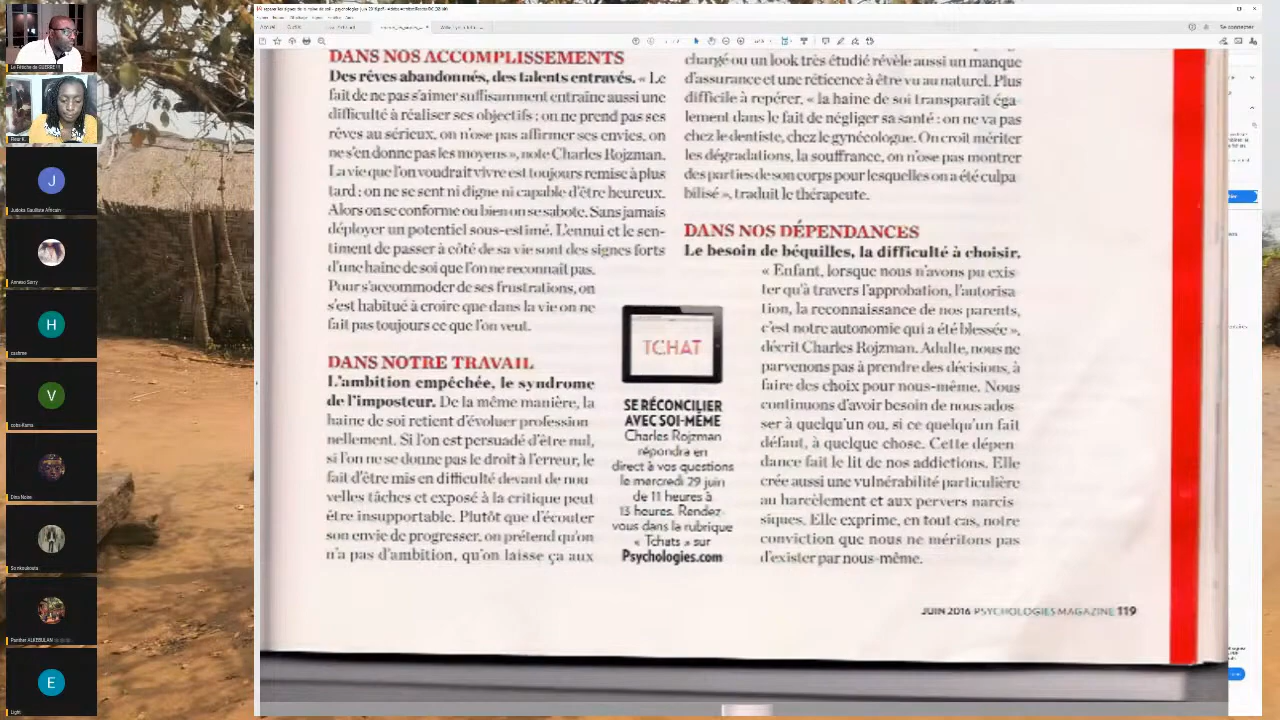 Le Fétiche de GUERRE !!!
Fleur K.
J
Judoka Gaulliste Africain
H
V
Dina Noire
Panther ALKEBULAN
E
Light
Se connecter
DANS NOS ACCOMPLISSEMENTS
Des rêves abandonnés, des talents entravés. « Le
fait de ne pas s'aimer suffisamment entraîne aussi une
difficulté à réaliser ses objectifs : on ne prend pas ses
rêves au sérieux, on n'ose pas affirmer ses envies, on
ne s'en donne pas les moyens », note Charles Rojzman.
La vie que l'on voudrait vivre est toujours remise à plus
tard : on ne se sent ni digne ni capable d'être heureux.
Alors on se conforme ou bien on se sabote. Sans jamais
déployer un potentiel sous-estimé. L'ennui et le sen-
timent de passer à côté de sa vie sont des signes forts
d'une haine de soi que l'on ne reconnaît pas.
Pour s'accommoder de ses frustrations, on
s'est habitué à croire que dans la vie on ne
fait pas toujours ce que l'on veut.
DANS NOTRE TRAVAIL
L'ambition empêchée, le syndrome
de l'imposteur. De la même manière, la
haine de soi retient d'évoluer profession
nellement. Si l'on est persuadé d'être nul,
si l'on ne se donne pas le droit à l'erreur, le
fait d'être mis en difficulté devant de nou
velles tâches et exposé à la critique peut
être insupportable. Plutôt que d'écouter
son envie de progresser, on prétend qu'on
n'a pas d'ambition, qu'on laisse ça aux
TCHAT
SE RÉCONCILIER
AVEC SOI-MÊME
Charles Rojzman
répondra en
direct à vos questions
le mercredi 29 juin
de 11 heures à
13 heures. Rendez-
vous dans la rubrique
« Tchats » sur
Psychologies.com
chargé ou un look très étudié révèle aussi un manque
d'assurance et une réticence à être vu au naturel. Plus
difficile à repérer, « la haine de soi transparaît éga-
lement dans le fait de négliger sa santé : on ne va pas
chez le dentiste, chez le gynécologue. On croit mériter
les dégradations, la souffrance, on n'ose pas montrer
des parties de son corps pour lesquelles on a été culpa
bilisé », traduit le thérapeute.
DANS NOS DÉPENDANCES
Le besoin de béquilles, la difficulté à choisir.
« Enfant, lorsque nous n'avons pu exis-
ter qu'à travers l'approbation, l'autorisa-
tion, la reconnaissance de nos parents,
c'est notre autonomie qui a été blessée »,
décrit Charles Rojzman. Adulte, nous ne
parvenons pas à prendre des décisions, à
faire des choix pour nous-même. Nous
continuons d'avoir besoin de nous ados-
ser à quelqu'un ou, si ce quelqu'un fait
défaut, à quelque chose. Cette dépen-
dance fait le lit de nos addictions. Elle
crée aussi une vulnérabilité particulière
au harcèlement et aux pervers narcis-
siques. Elle exprime, en tout cas, notre
conviction que nous ne méritons pas
d'exister par nous-même.
JUIN 2016 PSYCHOLOGIES MAGAZINE 119